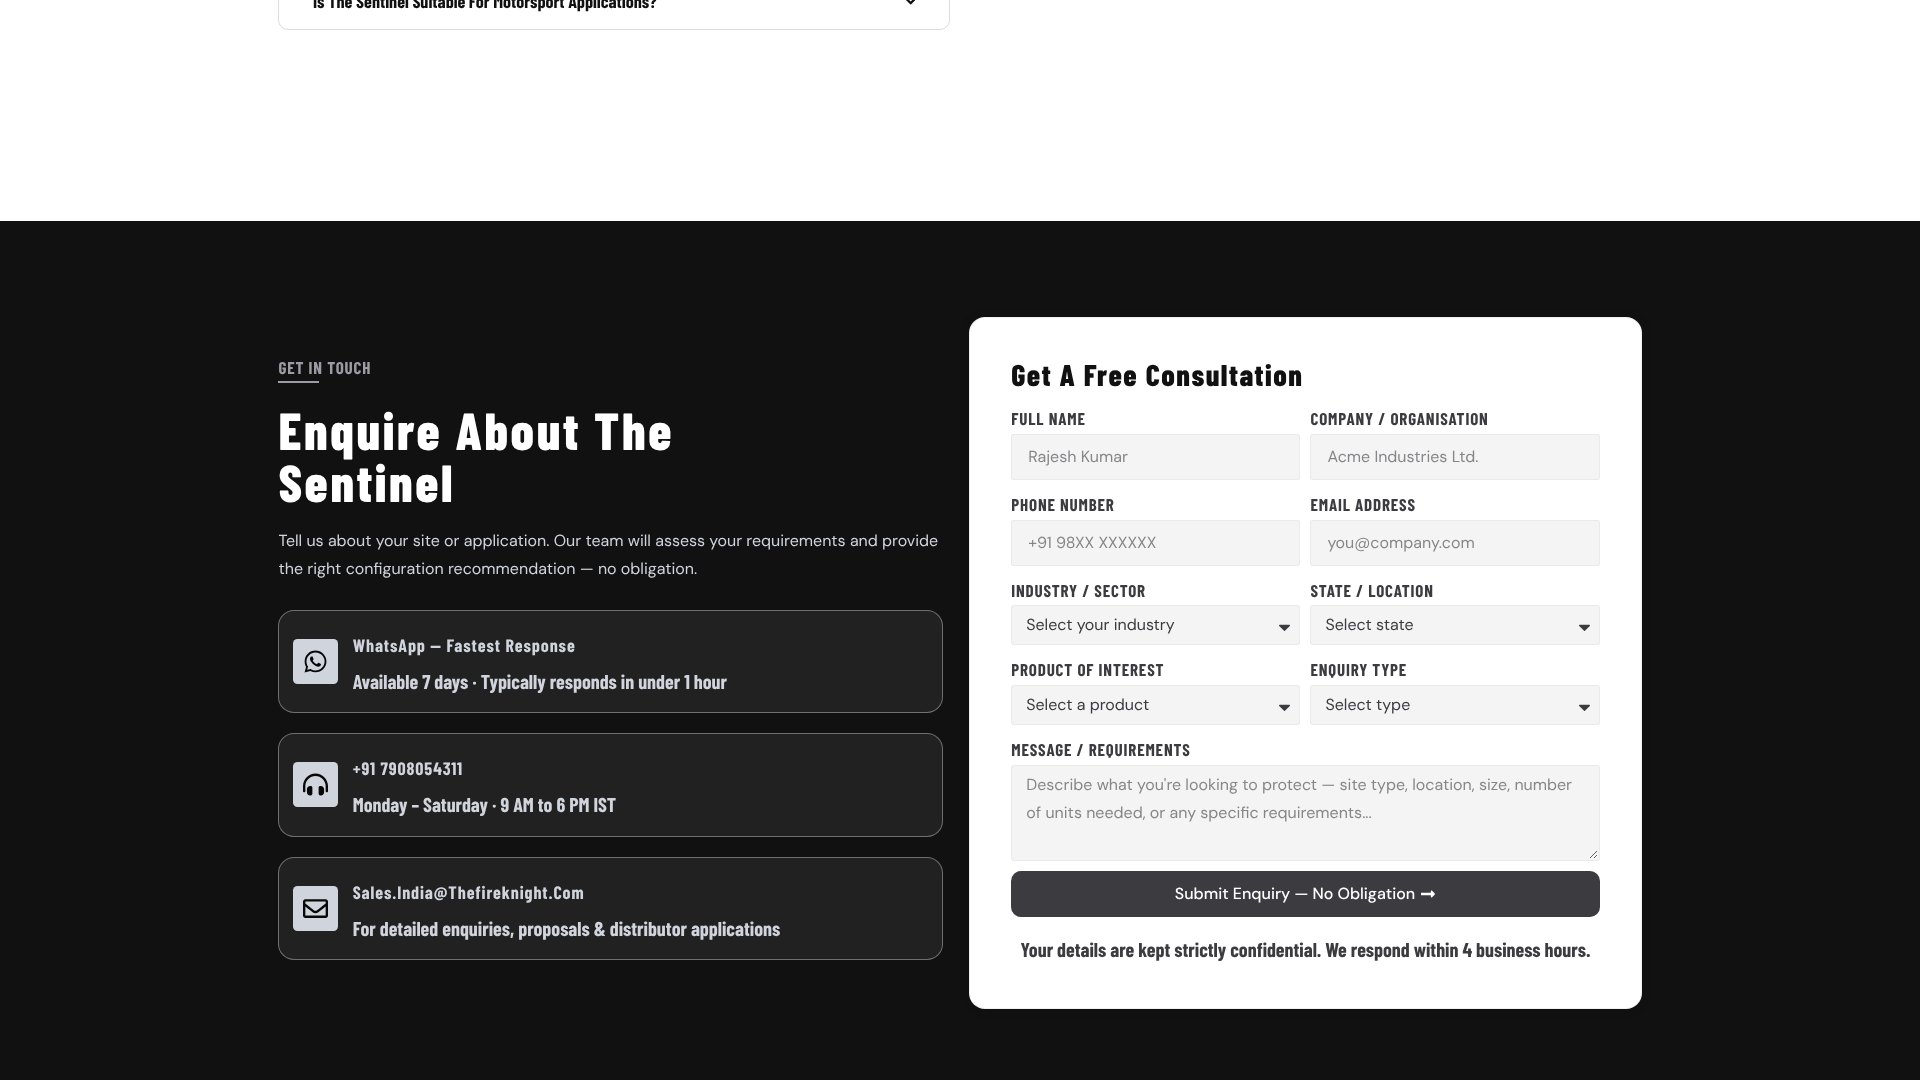 Is The Sentinel Suitable For Motorsport Applications?
GET IN TOUCH
Enquire About The
Sentinel
Tell us about your site or application. Our team will assess your requirements and provide
the right configuration recommendation — no obligation.
WhatsApp — Fastest Response
Available 7 days · Typically responds in under 1 hour
+91 7908054311
Monday – Saturday · 9 AM to 6 PM IST
Sales.India@Thefireknight.Com
For detailed enquiries, proposals & distributor applications
Get A Free Consultation
FULL NAME
COMPANY / ORGANISATION
Rajesh Kumar
Acme Industries Ltd.
PHONE NUMBER
EMAIL ADDRESS
+91 98XX XXXXXX
you@company.com
INDUSTRY / SECTOR
STATE / LOCATION
Select your industry
Select state
PRODUCT OF INTEREST
ENQUIRY TYPE
Select a product
Select type
MESSAGE / REQUIREMENTS
Describe what you're looking to protect — site type, location, size, number
of units needed, or any specific requirements...
Submit Enquiry — No Obligation ➞
Your details are kept strictly confidential. We respond within 4 business hours.